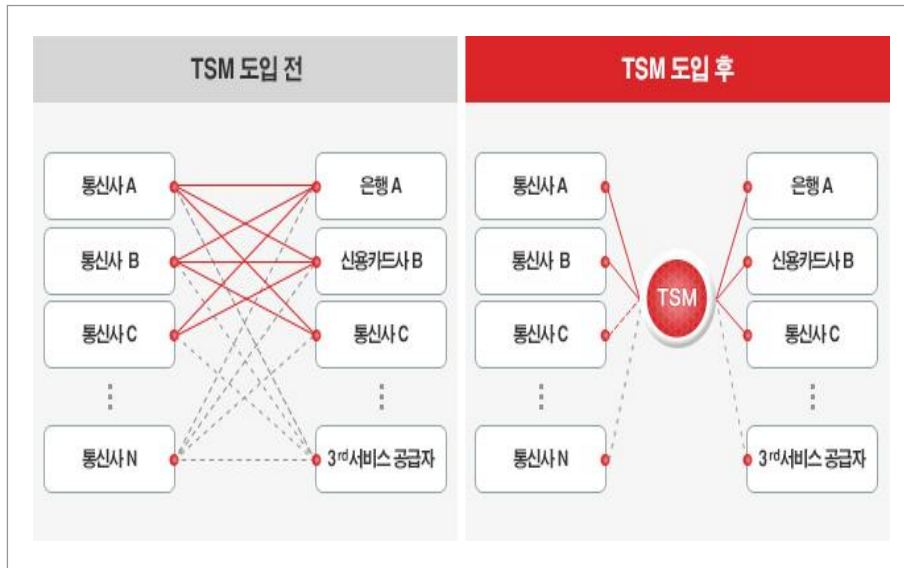 TSM 도입 전
통신사 A
은행 A
통신사 B
신용카드사 B
통신사 C
통신사 C
통신사 N
3rd서비스 공급자
TSM 도입 후
통신사 A
은행 A
통신사 B
신용카드사 B
TSM
통신사 C
통신사 C
통신사 N
3rd서비스 공급자